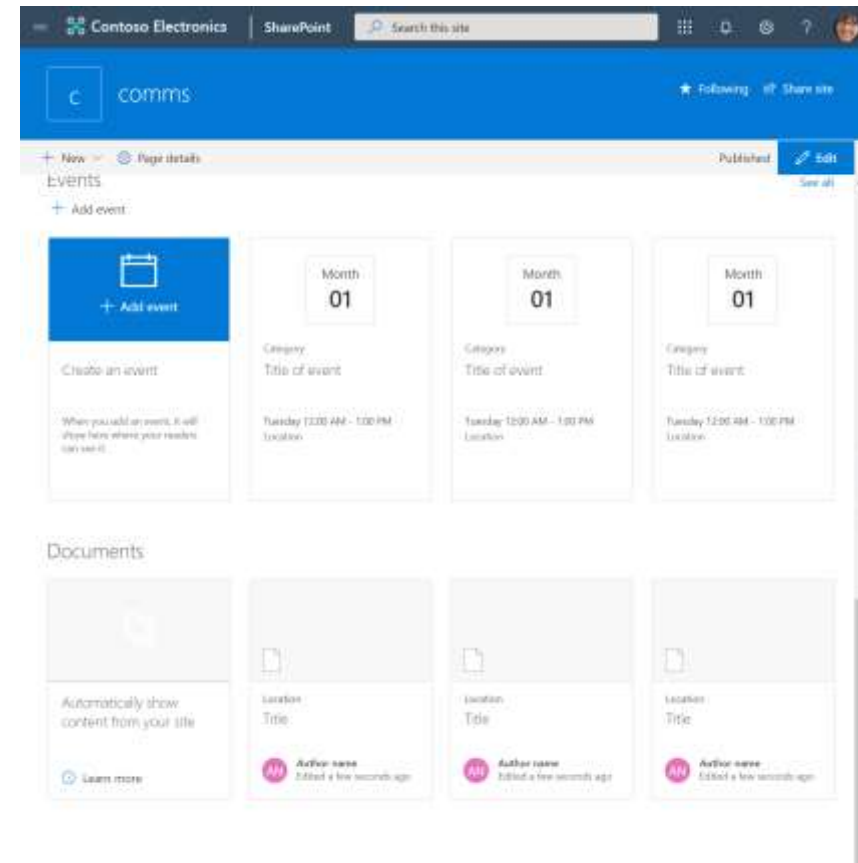 Contoso Electronics SharePoint Search this site ?
C comms Following Share site
+ New Page details Published Edit
Events See all
+ Add event
+ Add event
Month Month Month
01 01 01
Category Category Category
Create an event Title of event Title of event Title of event
When you add an event, it will
show here where your readers
can see it.
Tuesday 12:00 AM - 1:00 PM Tuesday 12:00 AM - 1:00 PM Tuesday 12:00 AM - 1:00 PM
Location Location Location
Documents
Automatically show
content from your site
Learn more
Location Location Location
Title Title Title
AN Author name AN Author name AN Author name
Edited a few seconds ago Edited a few seconds ago Edited a few seconds ago